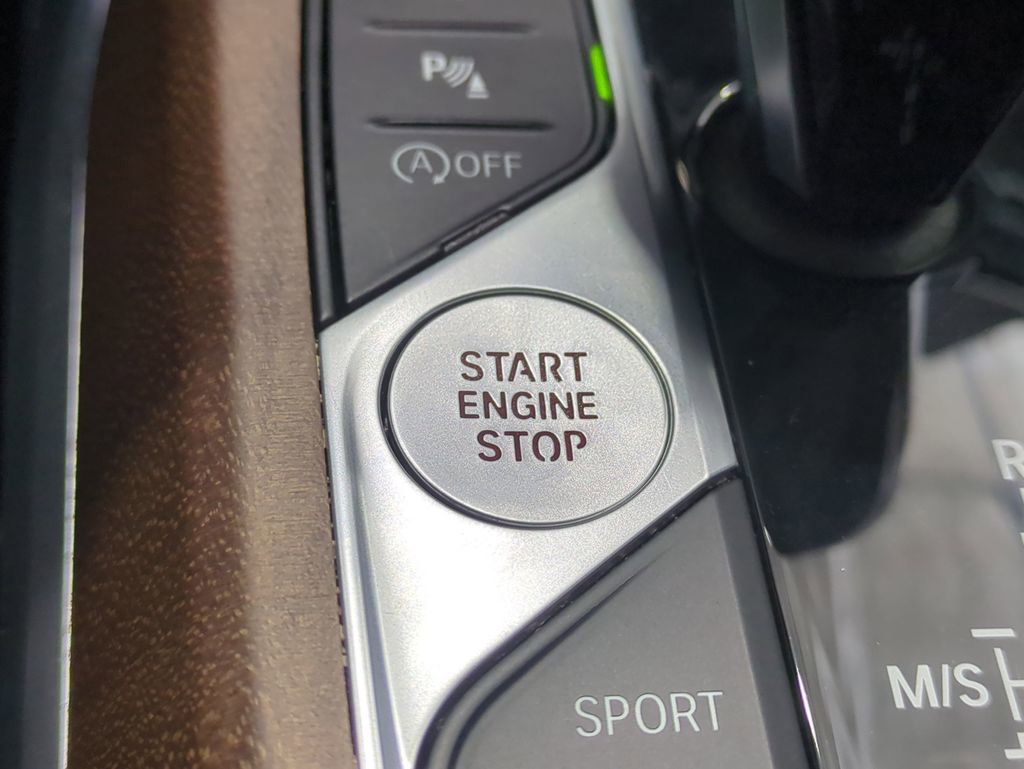 P
A OFF
START
ENGINE
STOP
R
M/S
SPORT